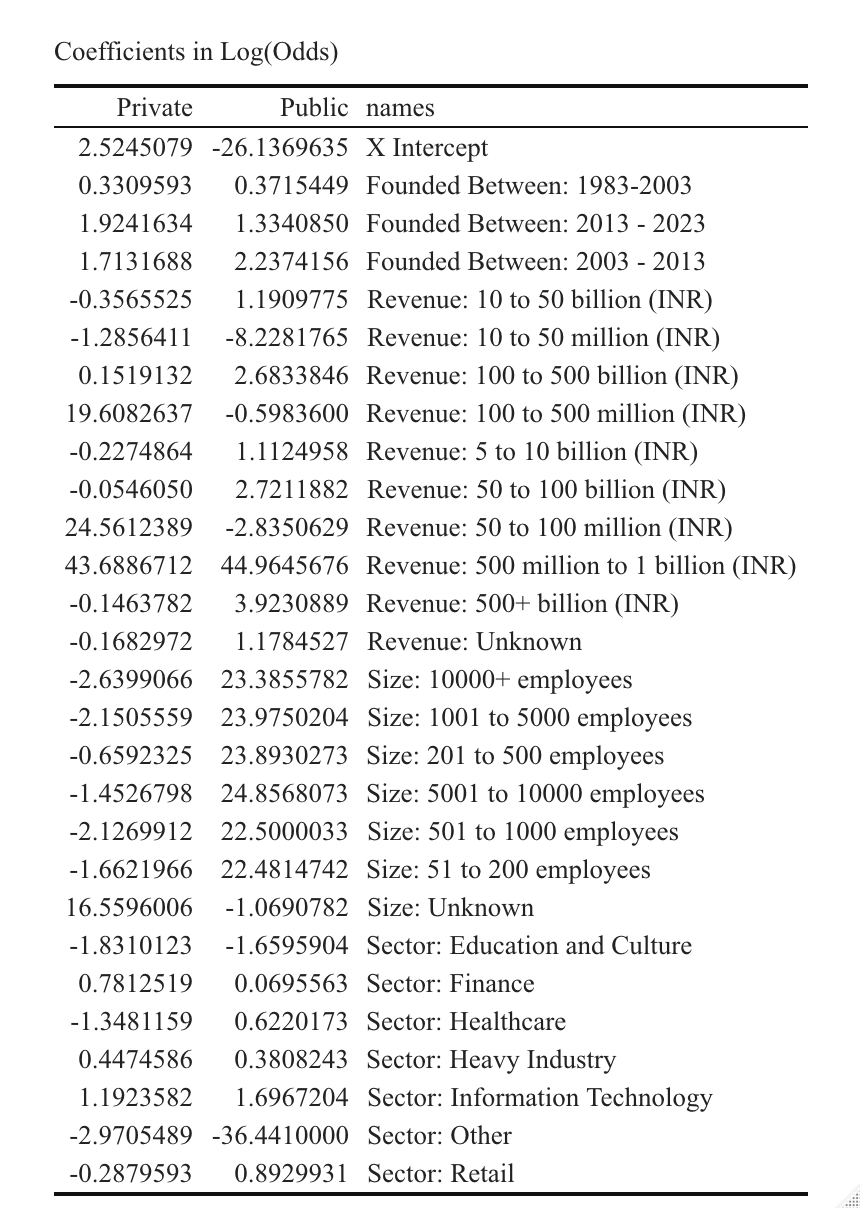 Coefficients in Log(Odds)
Private Public names
2.5245079 -26.1369635 X Intercept
0.3309593 0.3715449 Founded Between: 1983-2003
1.9241634 1.3340850 Founded Between: 2013 - 2023
1.7131688 2.2374156 Founded Between: 2003 - 2013
-0.3565525 1.1909775 Revenue: 10 to 50 billion (INR)
-1.2856411 -8.2281765 Revenue: 10 to 50 million (INR)
0.1519132 2.6833846 Revenue: 100 to 500 billion (INR)
19.6082637 -0.5983600 Revenue: 100 to 500 million (INR)
-0.2274864 1.1124958 Revenue: 5 to 10 billion (INR)
-0.0546050 2.7211882 Revenue: 50 to 100 billion (INR)
24.5612389 -2.8350629 Revenue: 50 to 100 million (INR)
43.6886712 44.9645676 Revenue: 500 million to 1 billion (INR)
-0.1463782 3.9230889 Revenue: 500+ billion (INR)
-0.1682972 1.1784527 Revenue: Unknown
-2.6399066 23.3855782 Size: 10000+ employees
-2.1505559 23.9750204 Size: 1001 to 5000 employees
-0.6592325 23.8930273 Size: 201 to 500 employees
-1.4526798 24.8568073 Size: 5001 to 10000 employees
-2.1269912 22.5000033 Size: 501 to 1000 employees
-1.6621966 22.4814742 Size: 51 to 200 employees
16.5596006 -1.0690782 Size: Unknown
-1.8310123 -1.6595904 Sector: Education and Culture
0.7812519 0.0695563 Sector: Finance
-1.3481159 0.6220173 Sector: Healthcare
0.4474586 0.3808243 Sector: Heavy Industry
1.1923582 1.6967204 Sector: Information Technology
-2.9705489 -36.4410000 Sector: Other
-0.2879593 0.8929931 Sector: Retail